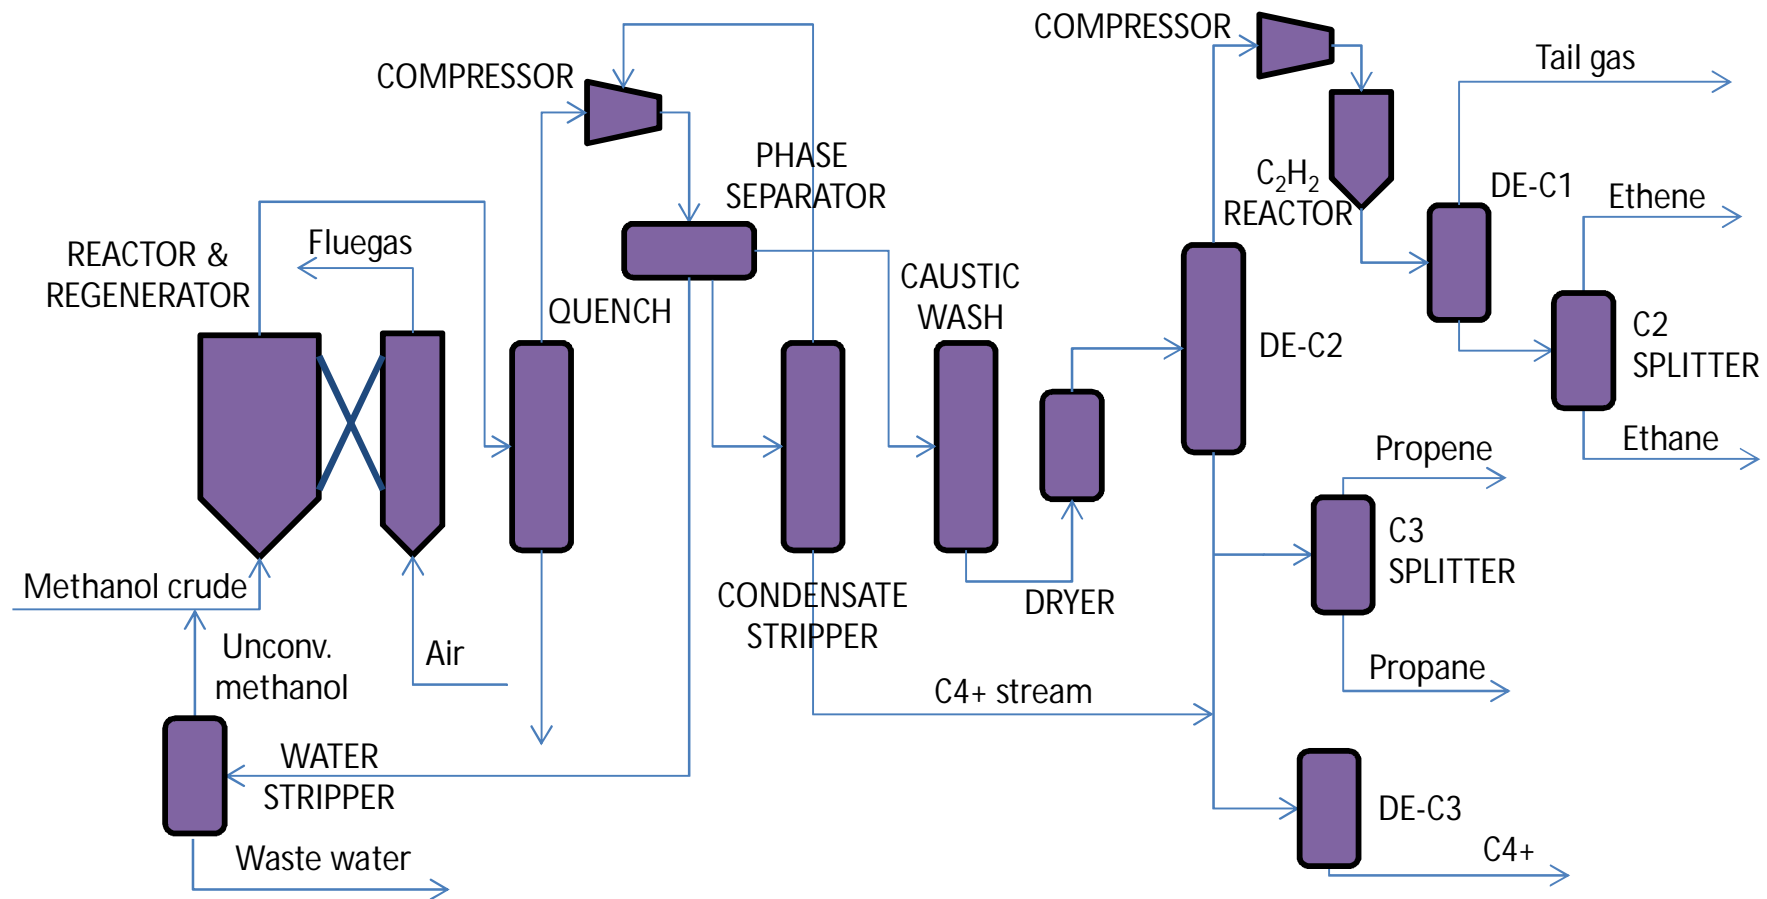 COMPRESSOR
Tail gas
COMPRESSOR
PHASE
SEPARATOR
C₂H₂
REACTOR
DE-C1
Ethene
REACTOR &
REGENERATOR
Fluegas
QUENCH
CAUSTIC
WASH
DE-C2
C2
SPLITTER
Propene
Ethane
C3
SPLITTER
Methanol crude
CONDENSATE
STRIPPER
DRYER
Unconv.
methanol
Air
C4+ stream
Propane
WATER
STRIPPER
DE-C3
Waste water
C4+